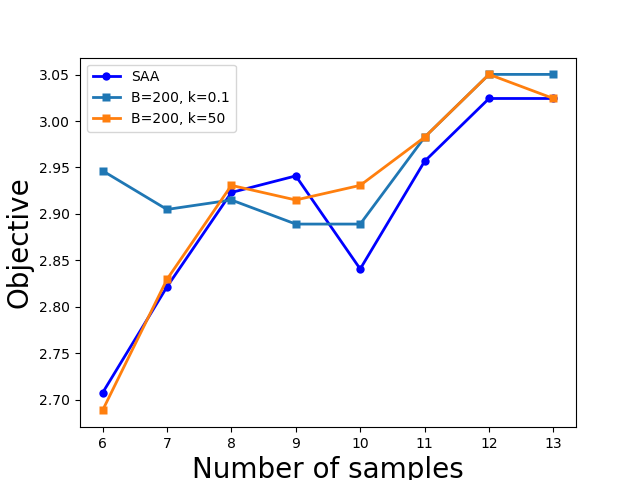 SAA
B=200, k=0.1
B=200, k=50
3.05
3.00
2.95
2.90
2.85
2.80
2.75
2.70
Objective
6 7 8 9 10 11 12 13
Number of samples